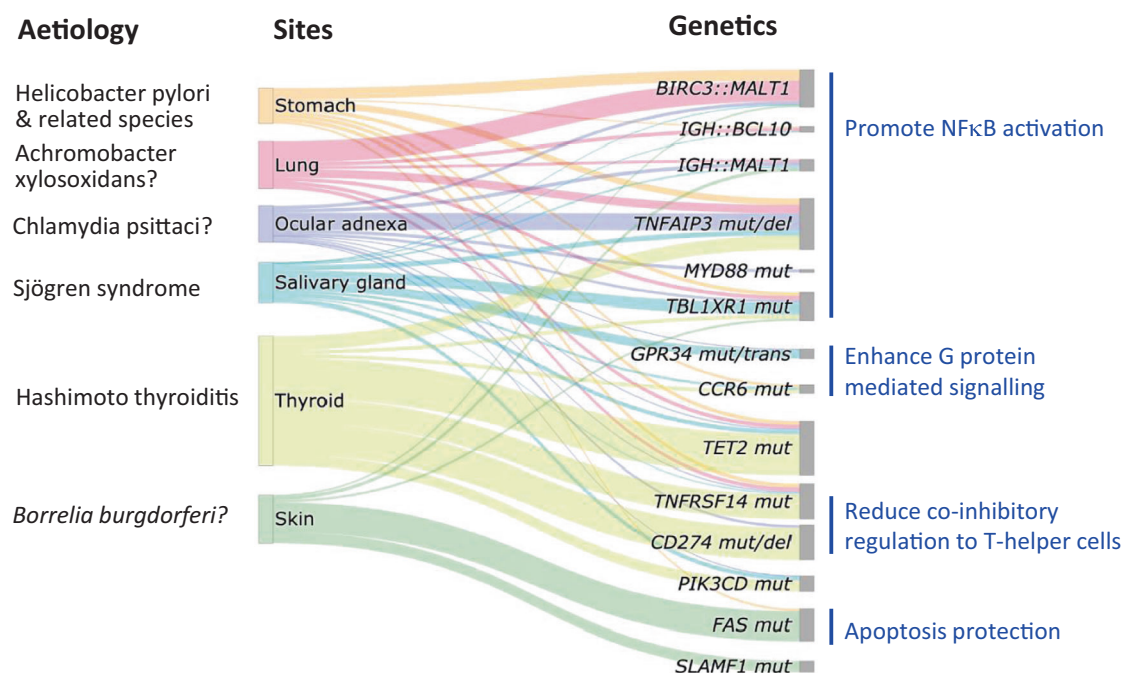 Aetiology
Sites
Genetics
Helicobacter pylori
& related species
Achromobacter
xylosoxidans?
Chlamydia psittaci?
Sjögren syndrome
Hashimoto thyroiditis
Borrelia burgdorferi?
Stomach
Lung
Ocular adnexa
Salivary gland
Thyroid
Skin
BIRC3::MALT1
IGH::BCL10
IGH::MALT1
TNFAIP3 mut/del
MYD88 mut
TBL1XR1 mut
GPR34 mut/trans
CCR6 mut
TET2 mut
TNFRSF14 mut
CD274 mut/del
PIK3CD mut
FAS mut
SLAMF1 mut
Promote NFκB activation
Enhance G protein
mediated signalling
Reduce co-inhibitory
regulation to T-helper cells
Apoptosis protection